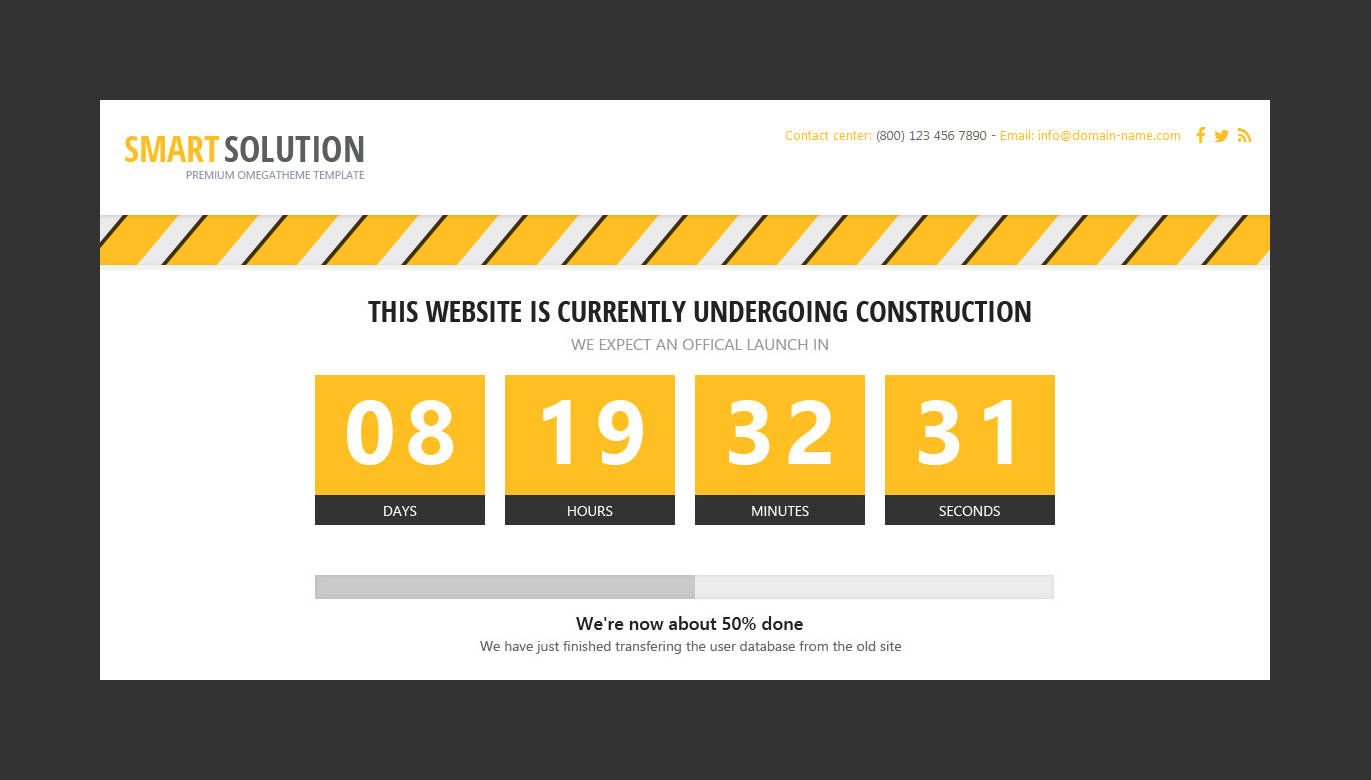 SMART SOLUTION
PREMIUM OMEGATHEME TEMPLATE
Contact center: (800) 123 456 7890 - Email: info@domain-name.com
THIS WEBSITE IS CURRENTLY UNDERGOING CONSTRUCTION
WE EXPECT AN OFFICAL LAUNCH IN
08 19 32 31
DAYS HOURS MINUTES SECONDS
We're now about 50% done
We have just finished transfering the user database from the old site